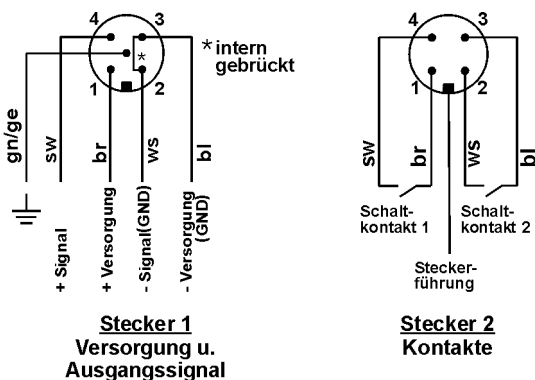 4 3
* intern
gebrückt
*
1 2
gn/ge
sw
br
ws
bl
+ Signal
+ Versorgung
- Signal(GND)
- Versorgung
(GND)
Stecker 1
Versorgung u.
Ausgangssignal
4 3
1 2
sw
br
ws
bl
Schalt-
kontakt 1
Schalt-
kontakt 2
Stecker-
führung
Stecker 2
Kontakte